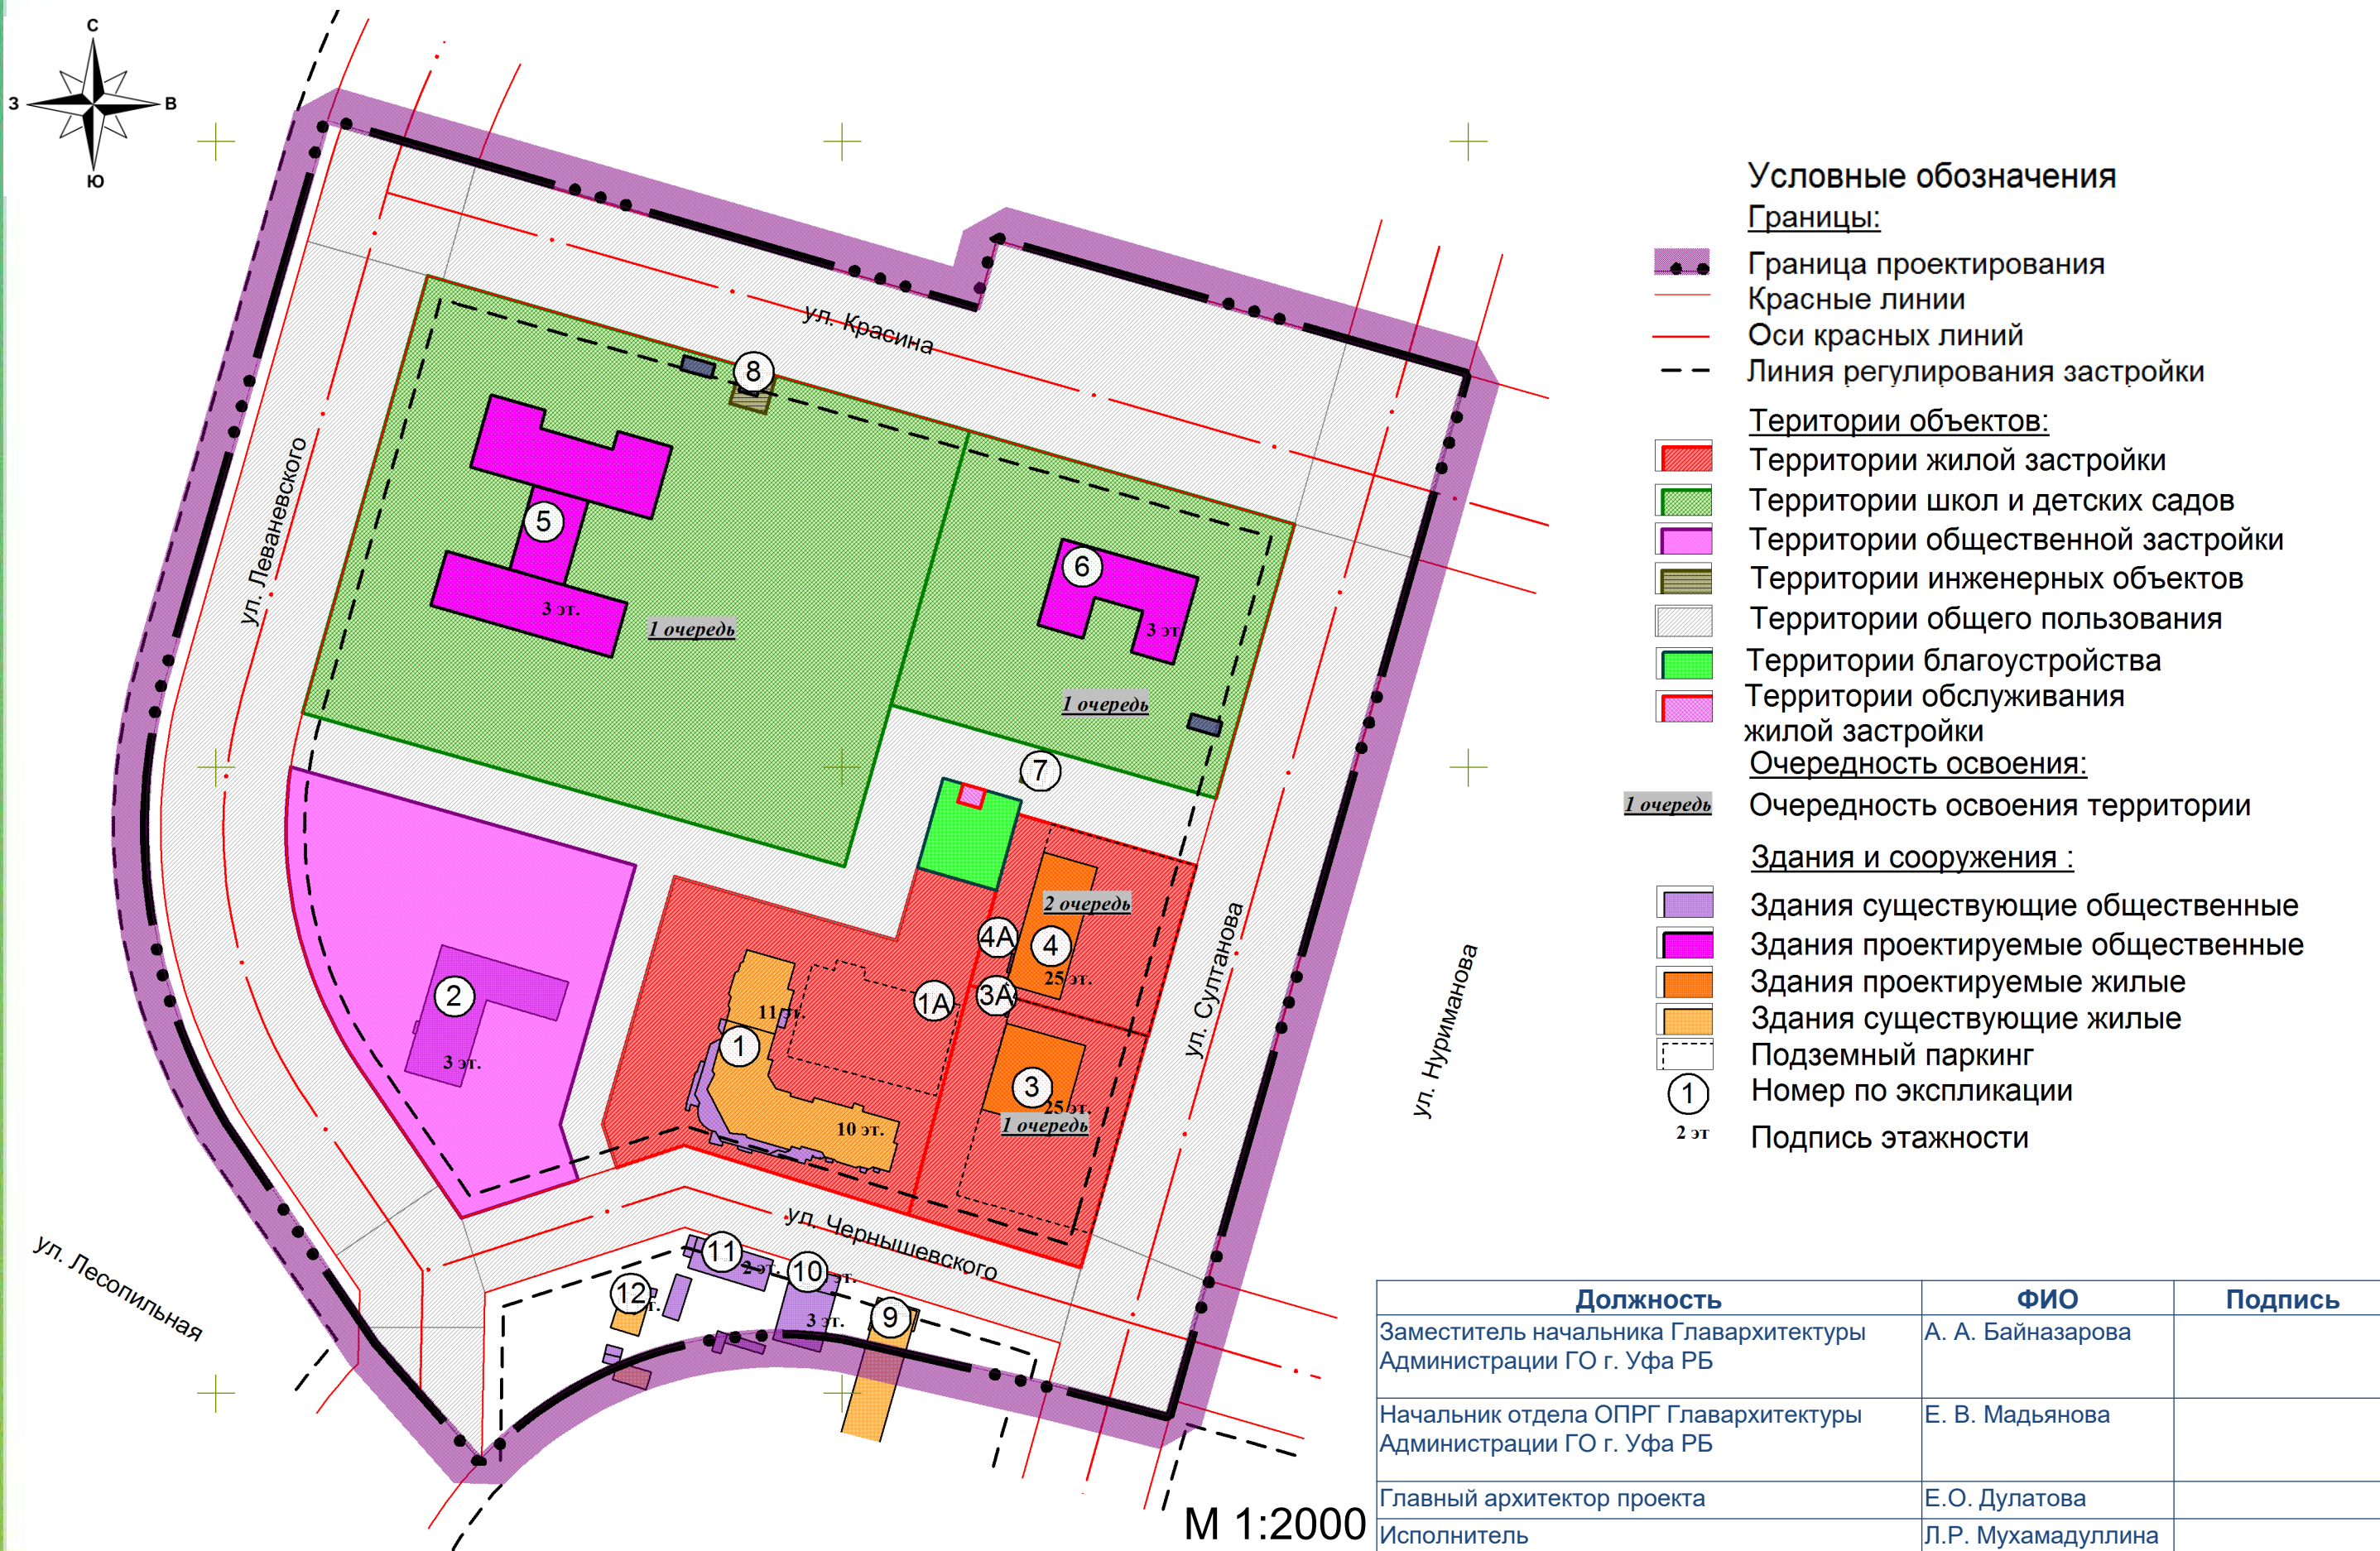 С
З
В
Ю
ул. Красина
ул. Леваневского
8
5
3 эт.
1 очередь
6
3 эт
1 очередь
7
2 очередь
4А
4
25 эт.
1А
3А
2
3 эт.
11 эт.
1
10 эт.
3
25 эт.
1 очередь
ул. Султанова
ул. Нуриманова
ул. Чернышевского
ул. Лесопильная
11
2 эт.
10
эт.
12
т.
9
3 эт.
М 1:2000
Условные обозначения
Границы:
Граница проектирования
Красные линии
Оси красных линий
Линия регулирования застройки
Територии объектов:
Территории жилой застройки
Территории школ и детских садов
Территории общественной застройки
Территории инженерных объектов
Территории общего пользования
Территории благоустройства
Территории обслуживания
жилой застройки
Очередность освоения:
1 очередь Очередность освоения территории
Здания и сооружения :
Здания существующие общественные
Здания проектируемые общественные
Здания проектируемые жилые
Здания существующие жилые
Подземный паркинг
1 Номер по экспликации
2 эт Подпись этажности
Должность ФИО Подпись
Заместитель начальника Главархитектуры А. А. Байназарова
Администрации ГО г. Уфа РБ
Начальник отдела ОПРГ Главархитектуры Е. В. Мадьянова
Администрации ГО г. Уфа РБ
Главный архитектор проекта Е.О. Дулатова
Исполнитель Л.Р. Мухамадуллина